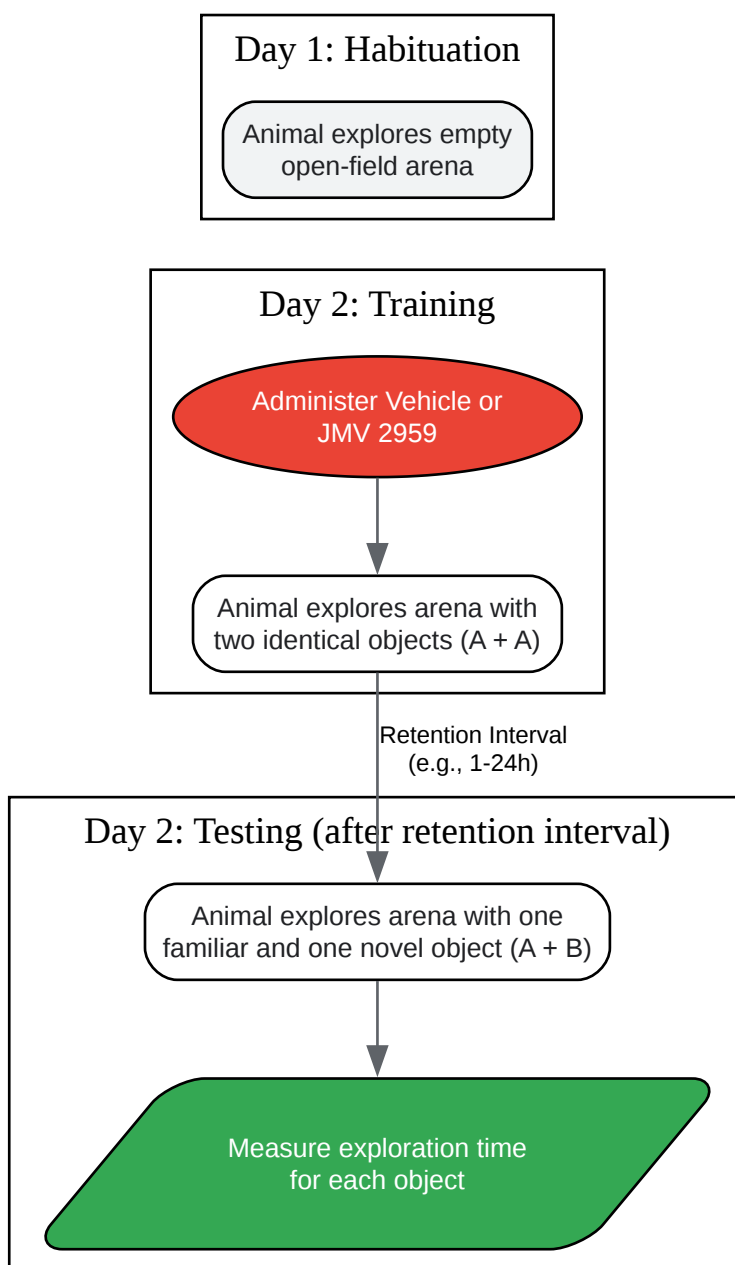 Day 1: Habituation
Animal explores empty
open-field arena
Day 2: Training
Administer Vehicle or
JMV 2959
Animal explores arena with
two identical objects (A + A)
Retention Interval
(e.g., 1-24h)
Day 2: Testing (after retention interval)
Animal explores arena with one
familiar and one novel object (A + B)
Measure exploration time
for each object